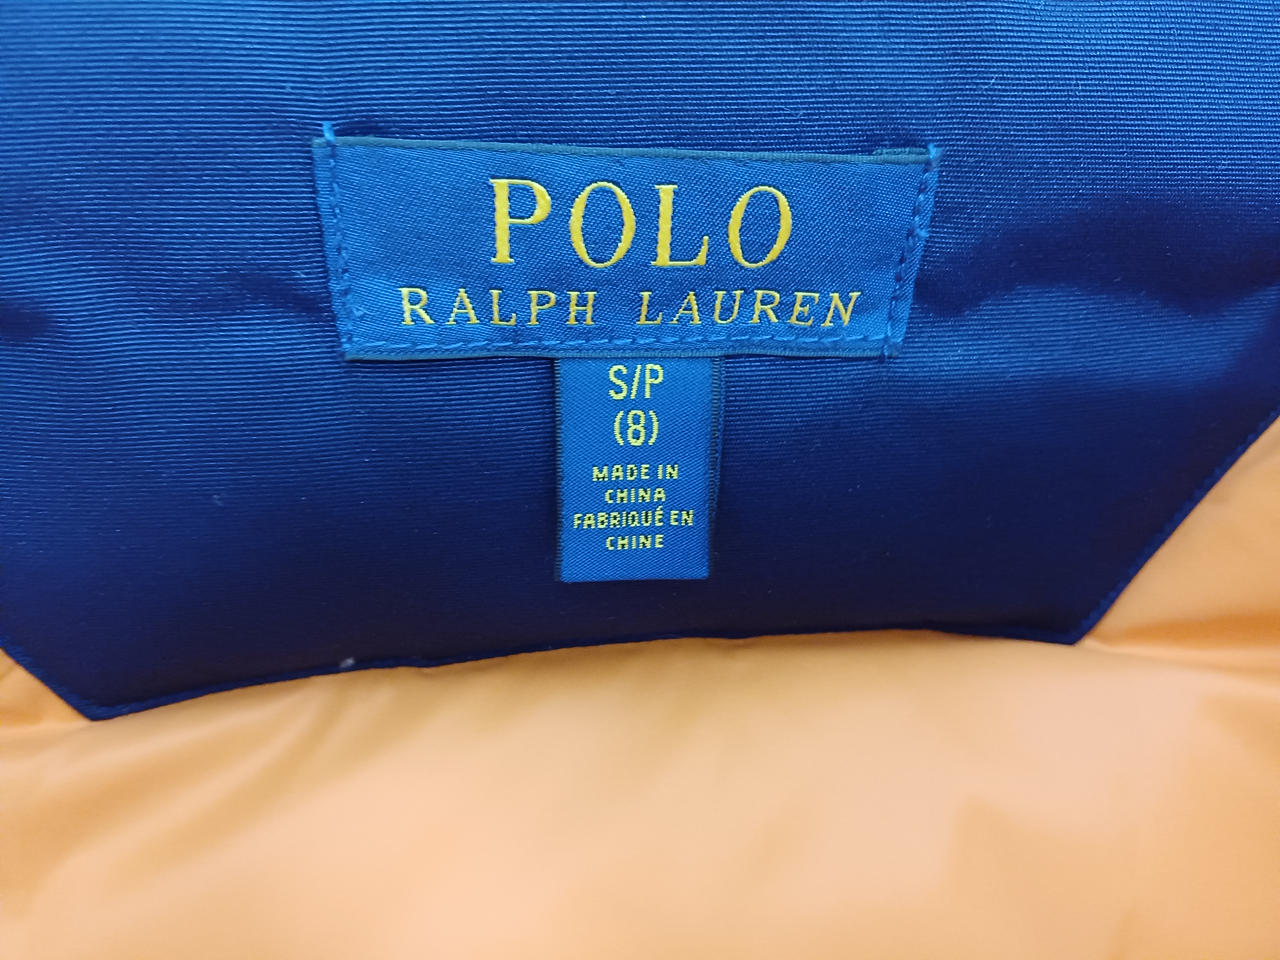 POLO
RALPH LAUREN
S/P
(8)
MADE IN
CHINA
FABRIQUÉ EN
CHINE